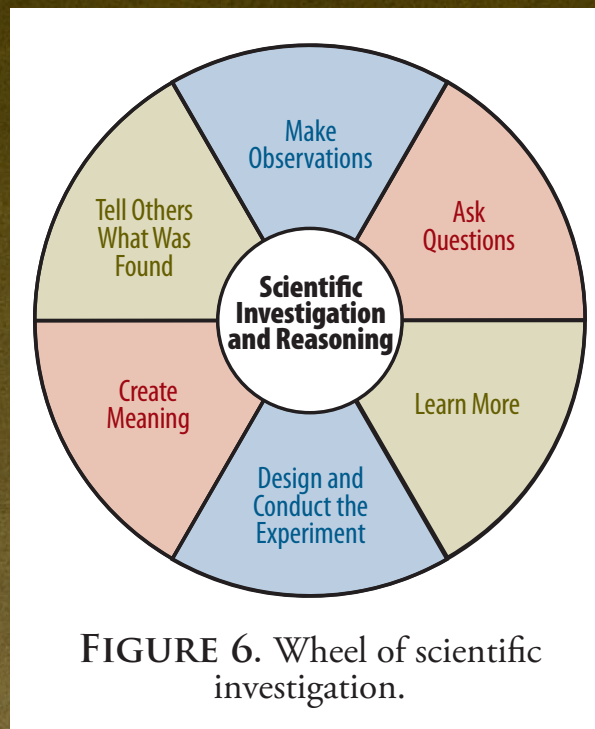 Make
Observations
Ask
Questions
Learn More
Design and
Conduct the
Experiment
Create
Meaning
Tell Others
What Was
Found
Scientific
Investigation
and Reasoning
FIGURE 6. Wheel of scientific
investigation.